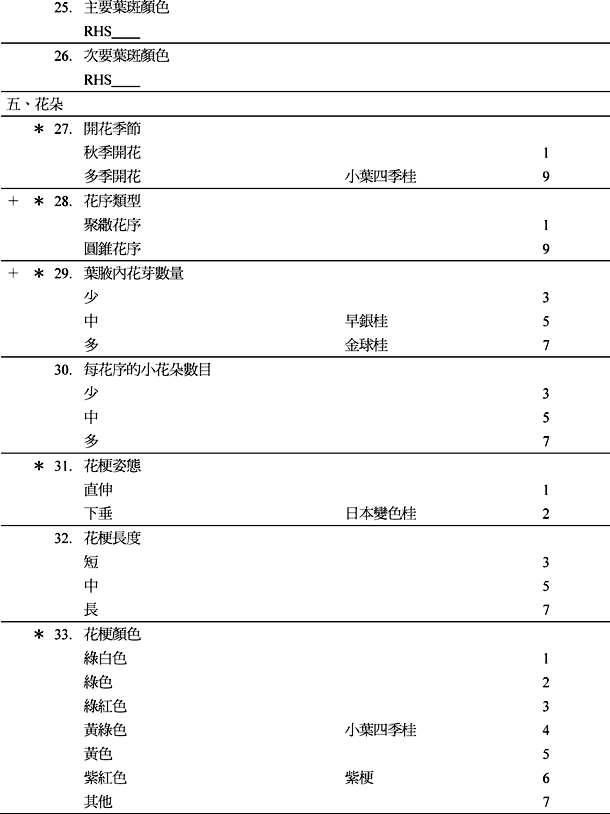 25. 主要葉斑顏色
RHS____
26. 次要葉斑顏色
RHS____
五、花朵
* 27. 開花季節
秋季開花 1
多季開花 小葉四季桂 9
+ * 28. 花序類型
聚繖花序 1
圓錐花序 9
+ * 29. 葉腋內花芽數量
少 3
中 早銀桂 5
多 金球桂 7
30. 每花序的小花朵數目
少 3
中 5
多 7
* 31. 花梗姿態
直伸 1
下垂 日本變色桂 2
32. 花梗長度
短 3
中 5
長 7
* 33. 花梗顏色
綠白色 1
綠色 2
綠紅色 3
黃綠色 小葉四季桂 4
黃色 5
紫紅色 紫梗 6
其他 7